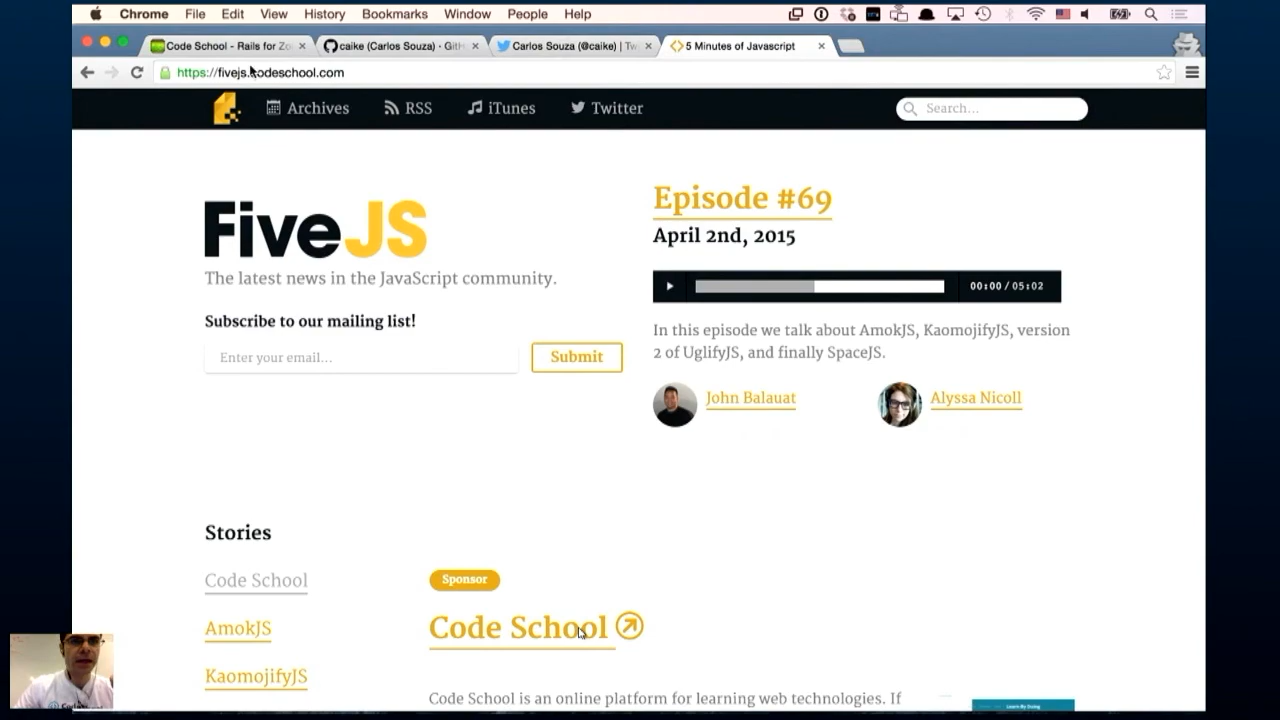 Chrome File Edit View History Bookmarks Window People Help
Code School - Rails for Zo
caike (Carlos Souza) · GitH
Carlos Souza (@caike) | Tw
5 Minutes of Javascript
https://fivejs.codeschool.com
Archives RSS iTunes Twitter
Search...
FiveJS
The latest news in the JavaScript community.
Subscribe to our mailing list!
Enter your email...
Submit
Episode #69
April 2nd, 2015
00:00 / 05:02
In this episode we talk about AmokJS, KaomojifyJS, version
2 of UglifyJS, and finally SpaceJS.
John Balauat
Alyssa Nicoll
Stories
Code School
AmokJS
KaomojifyJS
Sponsor
Code School
Code School is an online platform for learning web technologies. If
Learn By Doing